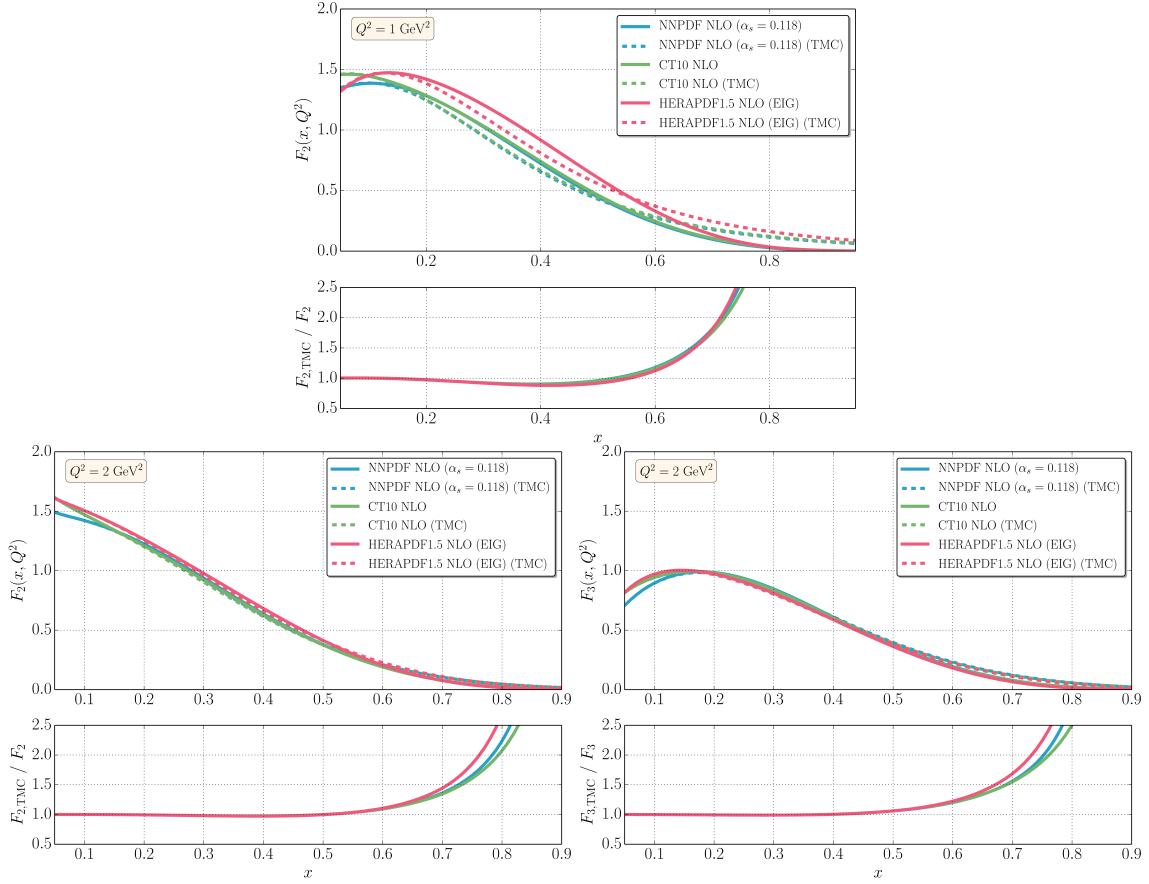 Q² = 1 GeV²
NNPDF NLO (αs = 0.118)
NNPDF NLO (αs = 0.118) (TMC)
CT10 NLO
CT10 NLO (TMC)
HERAPDF1.5 NLO (EIG)
HERAPDF1.5 NLO (EIG) (TMC)
F₂(x, Q²)
2.0
1.5
1.0
0.5
0.0
0.2 0.4 0.6 0.8
F₂,TMC / F₂
2.5
2.0
1.5
1.0
0.5
0.2 0.4 0.6 0.8
x
Q² = 2 GeV²
NNPDF NLO (αs = 0.118)
NNPDF NLO (αs = 0.118) (TMC)
CT10 NLO
CT10 NLO (TMC)
HERAPDF1.5 NLO (EIG)
HERAPDF1.5 NLO (EIG) (TMC)
F₂(x, Q²)
2.0
1.5
1.0
0.5
0.0
0.1 0.2 0.3 0.4 0.5 0.6 0.7 0.8 0.9
F₂,TMC / F₂
2.5
2.0
1.5
1.0
0.5
0.1 0.2 0.3 0.4 0.5 0.6 0.7 0.8 0.9
x
Q² = 2 GeV²
NNPDF NLO (αs = 0.118)
NNPDF NLO (αs = 0.118) (TMC)
CT10 NLO
CT10 NLO (TMC)
HERAPDF1.5 NLO (EIG)
HERAPDF1.5 NLO (EIG) (TMC)
F₃(x, Q²)
2.0
1.5
1.0
0.5
0.0
0.1 0.2 0.3 0.4 0.5 0.6 0.7 0.8 0.9
F₃,TMC / F₃
2.5
2.0
1.5
1.0
0.5
0.1 0.2 0.3 0.4 0.5 0.6 0.7 0.8 0.9
x